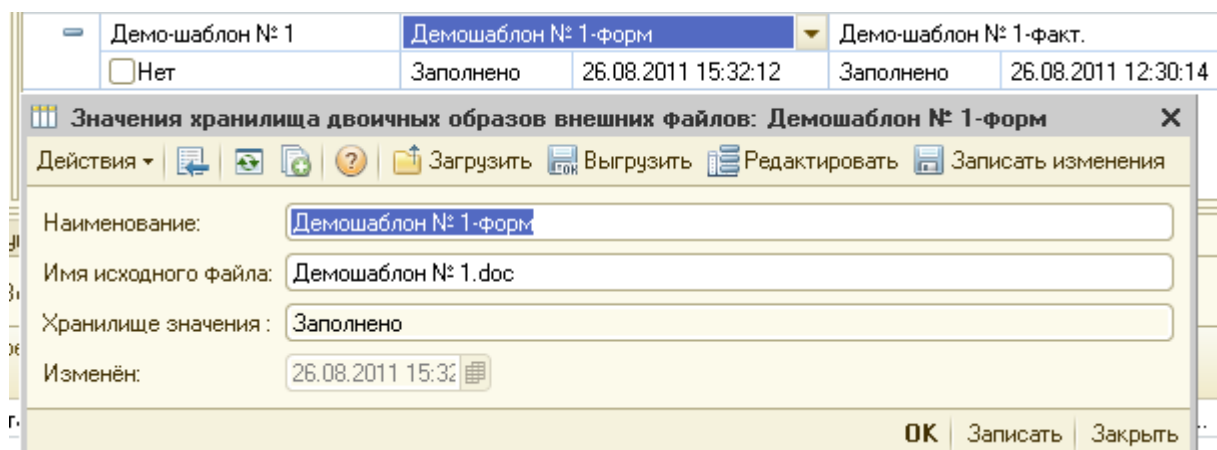 Демо-шаблон № 1 Демошаблон № 1-форм Демо-шаблон № 1-факт.
Нет Заполнено 26.08.2011 15:32:12 Заполнено 26.08.2011 12:30:14
Значения хранилища двоичных образов внешних файлов: Демошаблон № 1-форм
Действия Загрузить Выгрузить Редактировать Записать изменения
Наименование: Демошаблон № 1-форм
Имя исходного файла: Демошаблон № 1.doc
Хранилище значения : Заполнено
Изменён: 26.08.2011 15:32
OK Записать Закрыть